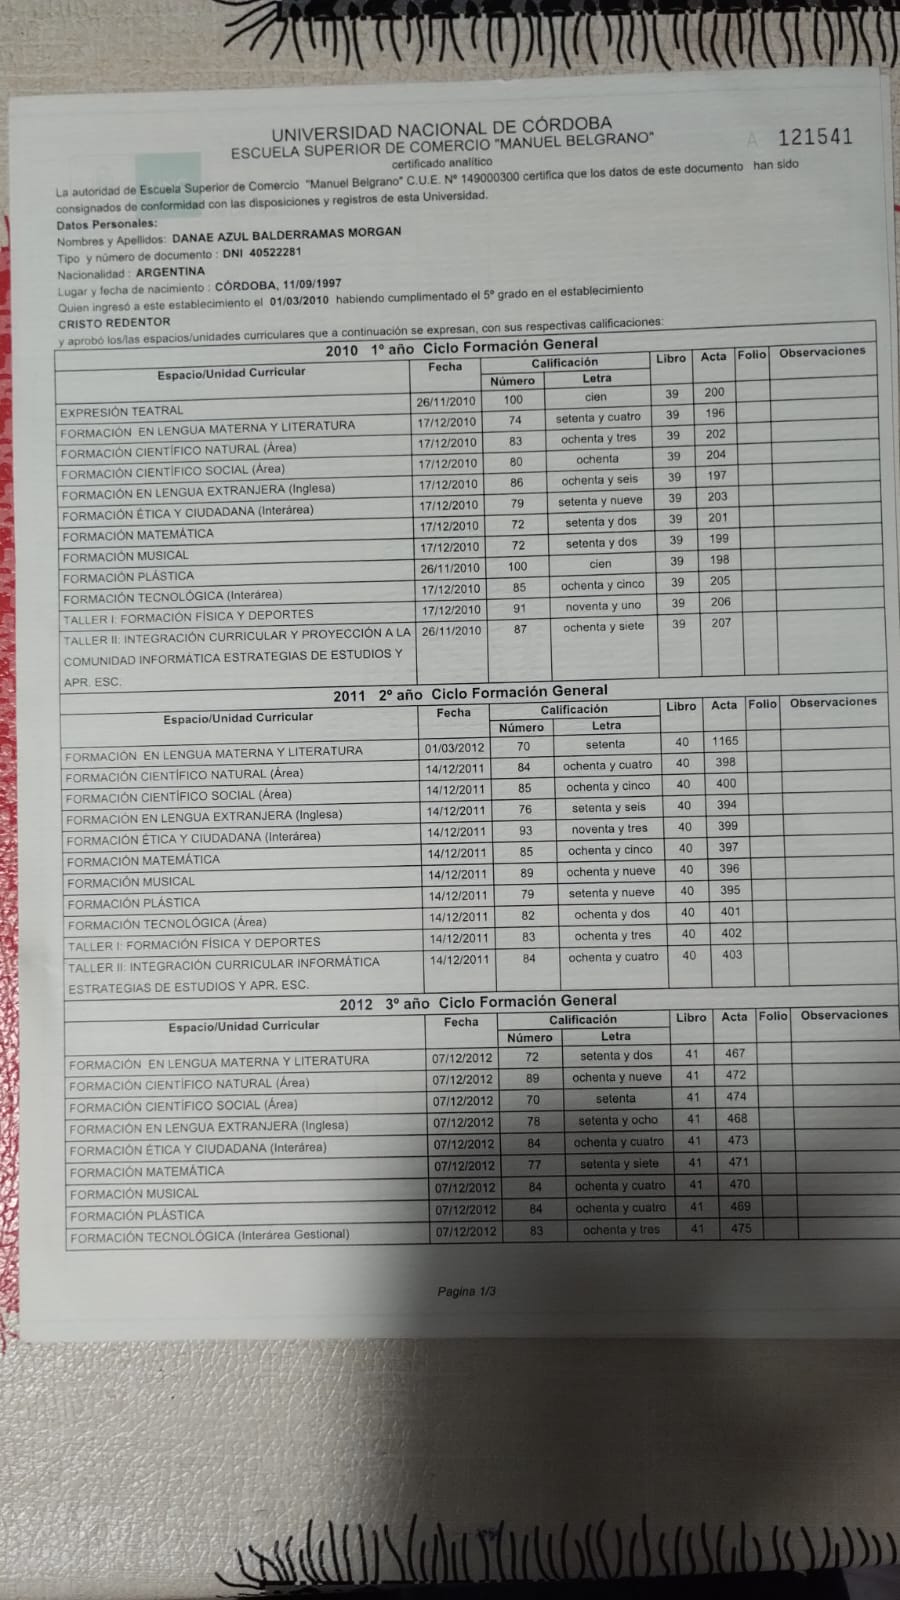 UNIVERSIDAD NACIONAL DE CÓRDOBA
ESCUELA SUPERIOR DE COMERCIO "MANUEL BELGRANO"
A 121541
certificado analítico
La autoridad de Escuela Superior de Comercio "Manuel Belgrano" C.U.E. Nº 149000300 certifica que los datos de este documento han sido
consignados de conformidad con las disposiciones y registros de esta Universidad.
Datos Personales:
Nombres y Apellidos: DANAE AZUL BALDERRAMAS MORGAN
Tipo y número de documento : DNI 40522281
Nacionalidad : ARGENTINA
Lugar y fecha de nacimiento : CÓRDOBA, 11/09/1997
Quien ingresó a este establecimiento el 01/03/2010 habiendo cumplimentado el 5º grado en el establecimiento
CRISTO REDENTOR
y aprobó los/las espacios/unidades curriculares que a continuación se expresan, con sus respectivas calificaciones:
2010 1º año Ciclo Formación General
Espacio/Unidad Curricular Fecha Calificación Libro Acta Folio Observaciones
Número Letra
EXPRESIÓN TEATRAL 26/11/2010 100 cien 39 200
FORMACIÓN EN LENGUA MATERNA Y LITERATURA 17/12/2010 74 setenta y cuatro 39 196
FORMACIÓN CIENTÍFICO NATURAL (Área) 17/12/2010 83 ochenta y tres 39 202
FORMACIÓN CIENTÍFICO SOCIAL (Área) 17/12/2010 80 ochenta 39 204
FORMACIÓN EN LENGUA EXTRANJERA (Inglesa) 17/12/2010 86 ochenta y seis 39 197
FORMACIÓN ÉTICA Y CIUDADANA (Interárea) 17/12/2010 79 setenta y nueve 39 203
FORMACIÓN MATEMÁTICA 17/12/2010 72 setenta y dos 39 201
FORMACIÓN MUSICAL 17/12/2010 72 setenta y dos 39 199
FORMACIÓN PLÁSTICA 26/11/2010 100 cien 39 198
FORMACIÓN TECNOLÓGICA (Interárea) 17/12/2010 85 ochenta y cinco 39 205
TALLER I: FORMACIÓN FÍSICA Y DEPORTES 17/12/2010 91 noventa y uno 39 206
TALLER II: INTEGRACIÓN CURRICULAR Y PROYECCIÓN A LA 26/11/2010 87 ochenta y siete 39 207
COMUNIDAD INFORMÁTICA ESTRATEGIAS DE ESTUDIOS Y
APR. ESC.
2011 2º año Ciclo Formación General
Espacio/Unidad Curricular Fecha Calificación Libro Acta Folio Observaciones
Número Letra
FORMACIÓN EN LENGUA MATERNA Y LITERATURA 01/03/2012 70 setenta 40 1165
FORMACIÓN CIENTÍFICO NATURAL (Área) 14/12/2011 84 ochenta y cuatro 40 398
FORMACIÓN CIENTÍFICO SOCIAL (Área) 14/12/2011 85 ochenta y cinco 40 400
FORMACIÓN EN LENGUA EXTRANJERA (Inglesa) 14/12/2011 76 setenta y seis 40 394
FORMACIÓN ÉTICA Y CIUDADANA (Interárea) 14/12/2011 93 noventa y tres 40 399
FORMACIÓN MATEMÁTICA 14/12/2011 85 ochenta y cinco 40 397
FORMACIÓN MUSICAL 14/12/2011 89 ochenta y nueve 40 396
FORMACIÓN PLÁSTICA 14/12/2011 79 setenta y nueve 40 395
FORMACIÓN TECNOLÓGICA (Área) 14/12/2011 82 ochenta y dos 40 401
TALLER I: FORMACIÓN FÍSICA Y DEPORTES 14/12/2011 83 ochenta y tres 40 402
TALLER II: INTEGRACIÓN CURRICULAR INFORMÁTICA 14/12/2011 84 ochenta y cuatro 40 403
ESTRATEGIAS DE ESTUDIOS Y APR. ESC.
2012 3º año Ciclo Formación General
Espacio/Unidad Curricular Fecha Calificación Libro Acta Folio Observaciones
Número Letra
FORMACIÓN EN LENGUA MATERNA Y LITERATURA 07/12/2012 72 setenta y dos 41 467
FORMACIÓN CIENTÍFICO NATURAL (Área) 07/12/2012 89 ochenta y nueve 41 472
FORMACIÓN CIENTÍFICO SOCIAL (Área) 07/12/2012 70 setenta 41 474
FORMACIÓN EN LENGUA EXTRANJERA (Inglesa) 07/12/2012 78 setenta y ocho 41 468
FORMACIÓN ÉTICA Y CIUDADANA (Interárea) 07/12/2012 84 ochenta y cuatro 41 473
FORMACIÓN MATEMÁTICA 07/12/2012 77 setenta y siete 41 471
FORMACIÓN MUSICAL 07/12/2012 84 ochenta y cuatro 41 470
FORMACIÓN PLÁSTICA 07/12/2012 84 ochenta y cuatro 41 469
FORMACIÓN TECNOLÓGICA (Interárea Gestional) 07/12/2012 83 ochenta y tres 41 475
Pagina 1/3